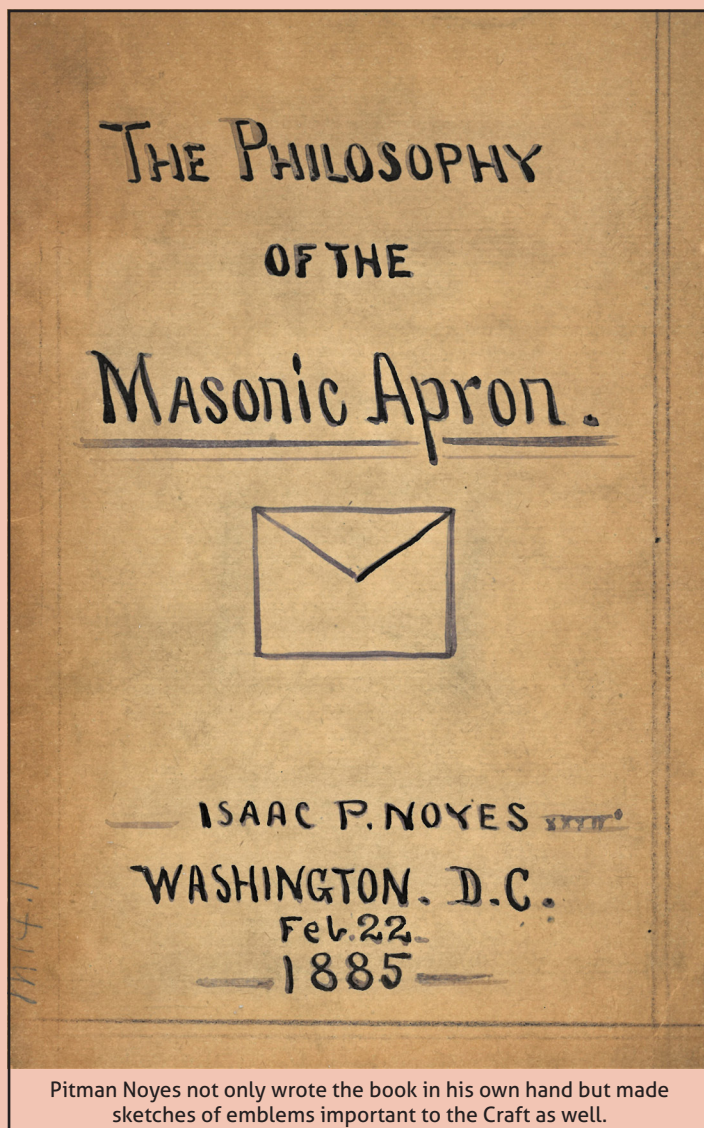 THE PHILOSOPHY
OF THE
MASONIC APRON.
ISAAC P. NOYES
WASHINGTON. D.C.
Feb. 22
1885
Pitman Noyes not only wrote the book in his own hand but made
sketches of emblems important to the Craft as well.